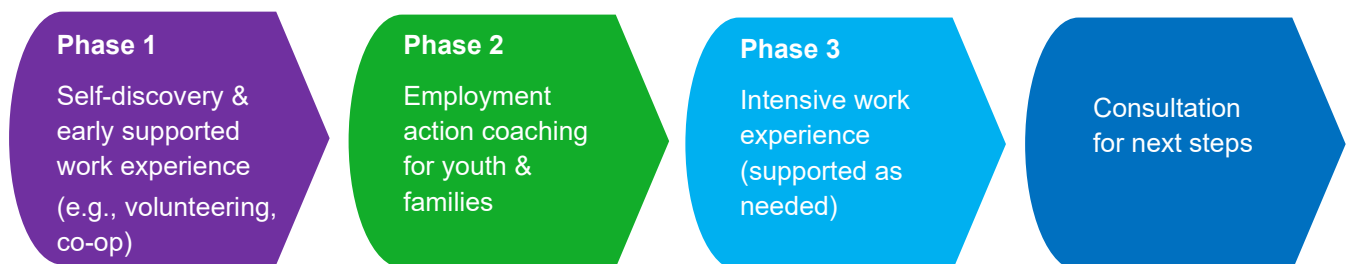 Phase 1
Self-discovery &
early supported
work experience
(e.g., volunteering,
co-op)
Phase 2
Employment
action coaching
for youth &
families
Phase 3
Intensive work
experience
(supported as
needed)
Consultation
for next steps